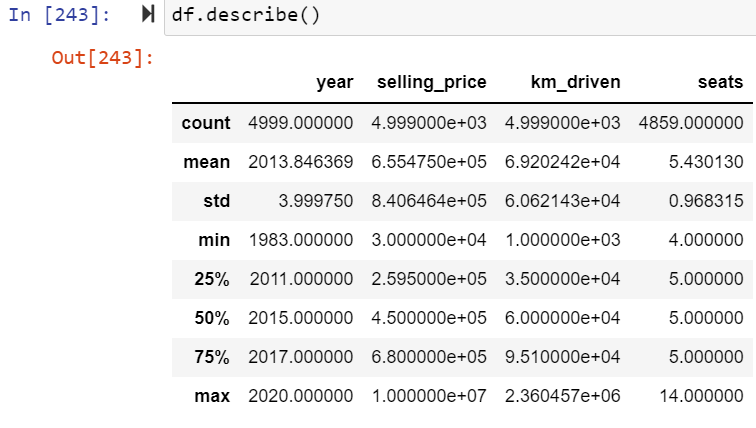 In [243]: df.describe()
Out[243]:
year selling_price km_driven seats
count 4999.000000 4.999000e+03 4.999000e+03 4859.000000
mean 2013.846369 6.554750e+05 6.920242e+04 5.430130
std 3.999750 8.406464e+05 6.062143e+04 0.968315
min 1983.000000 3.000000e+04 1.000000e+03 4.000000
25% 2011.000000 2.595000e+05 3.500000e+04 5.000000
50% 2015.000000 4.500000e+05 6.000000e+04 5.000000
75% 2017.000000 6.800000e+05 9.510000e+04 5.000000
max 2020.000000 1.000000e+07 2.360457e+06 14.000000